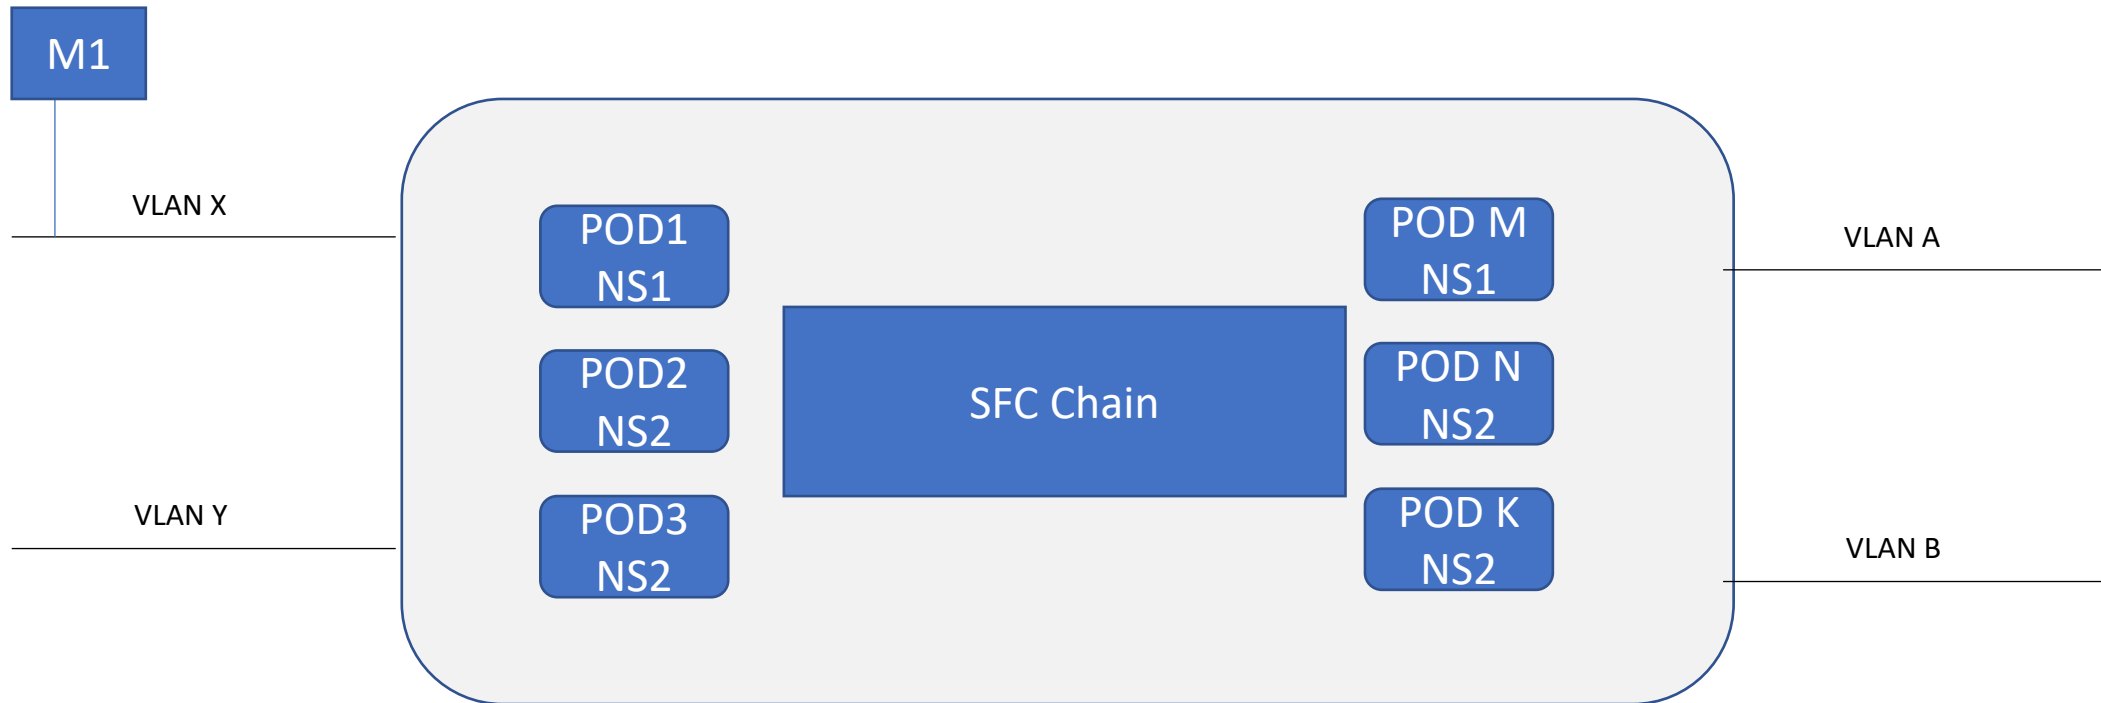 M1
VLAN X
POD1
NS1
POD2
NS2
POD3
NS2
VLAN Y
SFC Chain
POD M
NS1
POD N
NS2
POD K
NS2
VLAN A
VLAN B